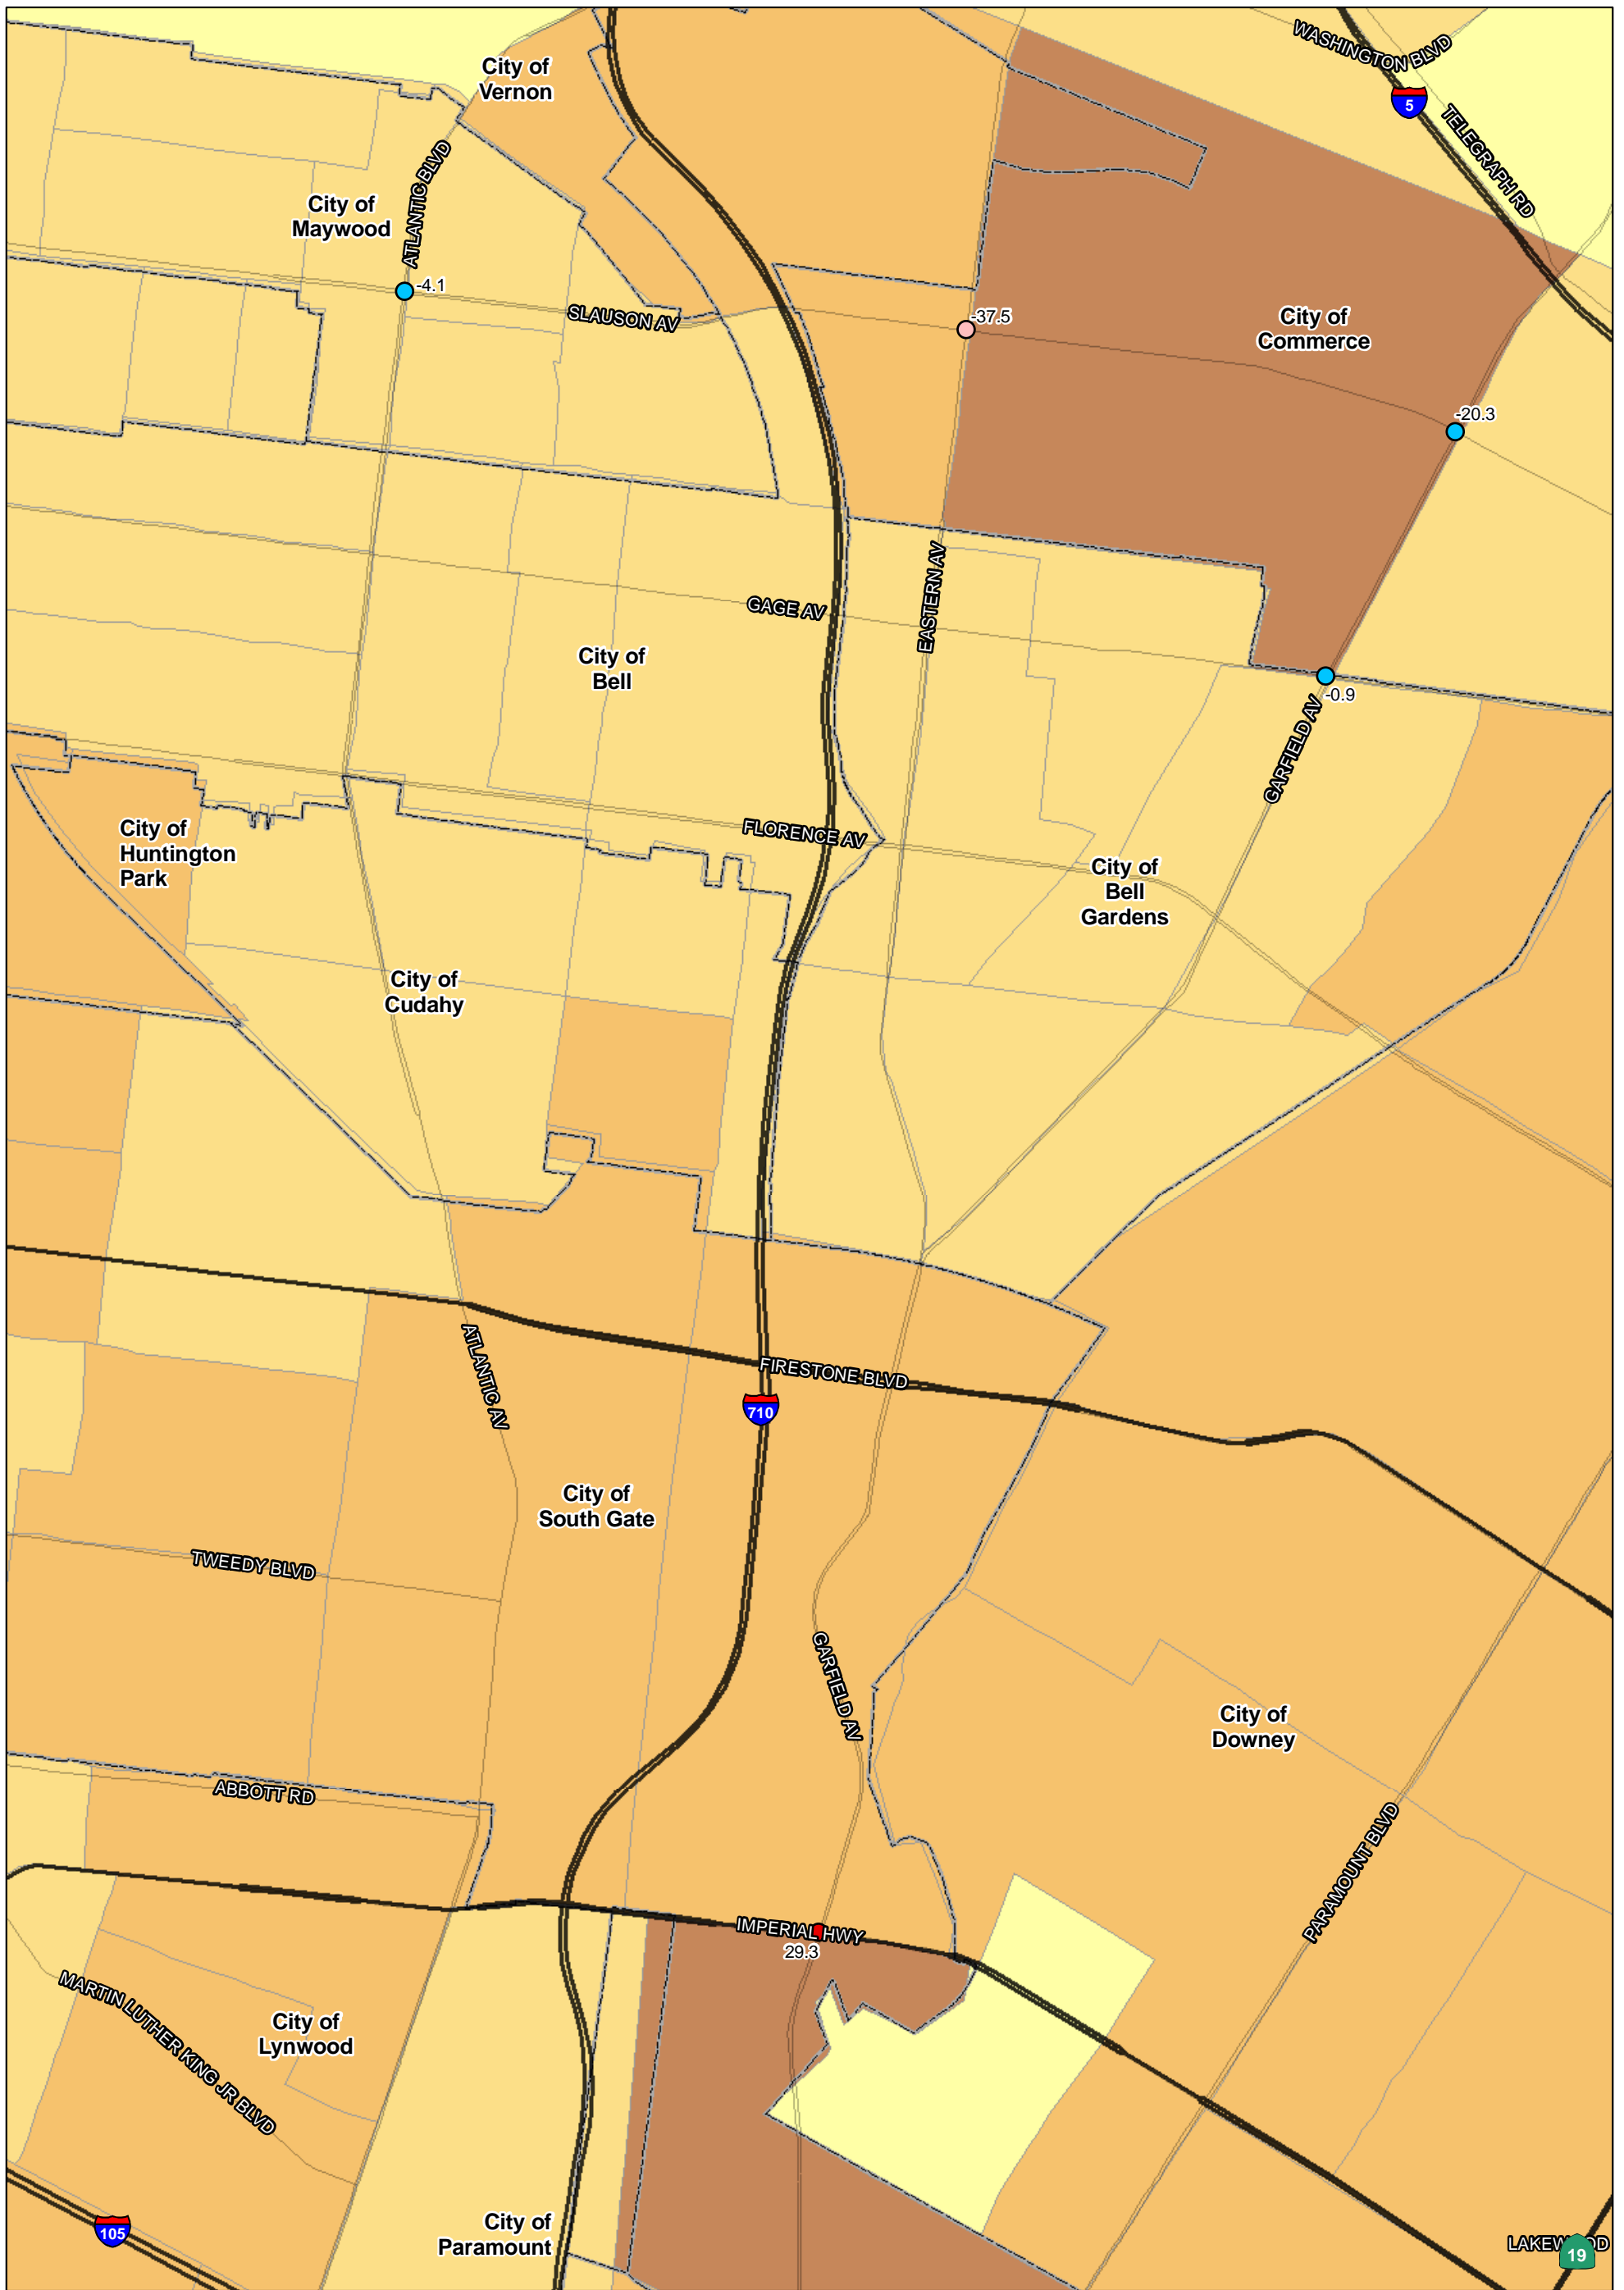 WASHINGTON BLVD
City of
Vernon
5
TELEGRAPH RD
ATLANTIC BLVD
City of
Maywood
-4.1
SLAUSON AV
-37.5
City of
Commerce
-20.3
EASTERN AV
GAGE AV
City of
Bell
-0.9
GARFIELD AV
FLORENCE AV
City of
Huntington
Park
City of
Bell
Gardens
City of
Cudahy
ATLANTIC AV
FIRESTONE BLVD
710
City of
South Gate
TWEEDY BLVD
GARFIELD AV
City of
Downey
ABBOTT RD
PARAMOUNT BLVD
IMPERIAL HWY
29.3
MARTIN LUTHER KING JR BLVD
City of
Lynwood
City of
Paramount
105
19